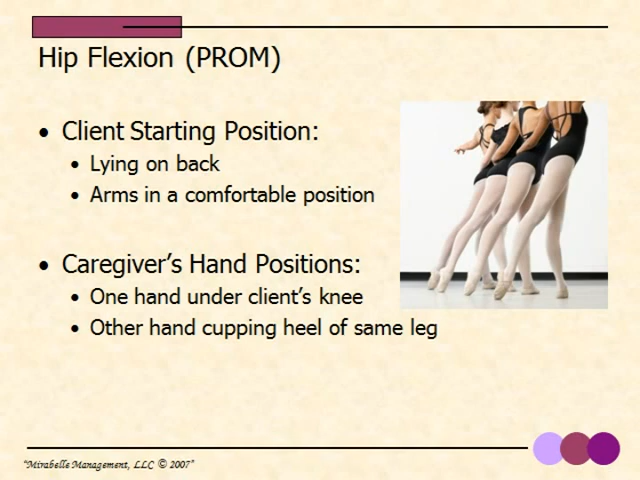 Hip Flexion (PROM)
• Client Starting Position:
• Lying on back
• Arms in a comfortable position
• Caregiver’s Hand Positions:
• One hand under client’s knee
• Other hand cupping heel of same leg
“Mirabelle Management, LLC © 2007”